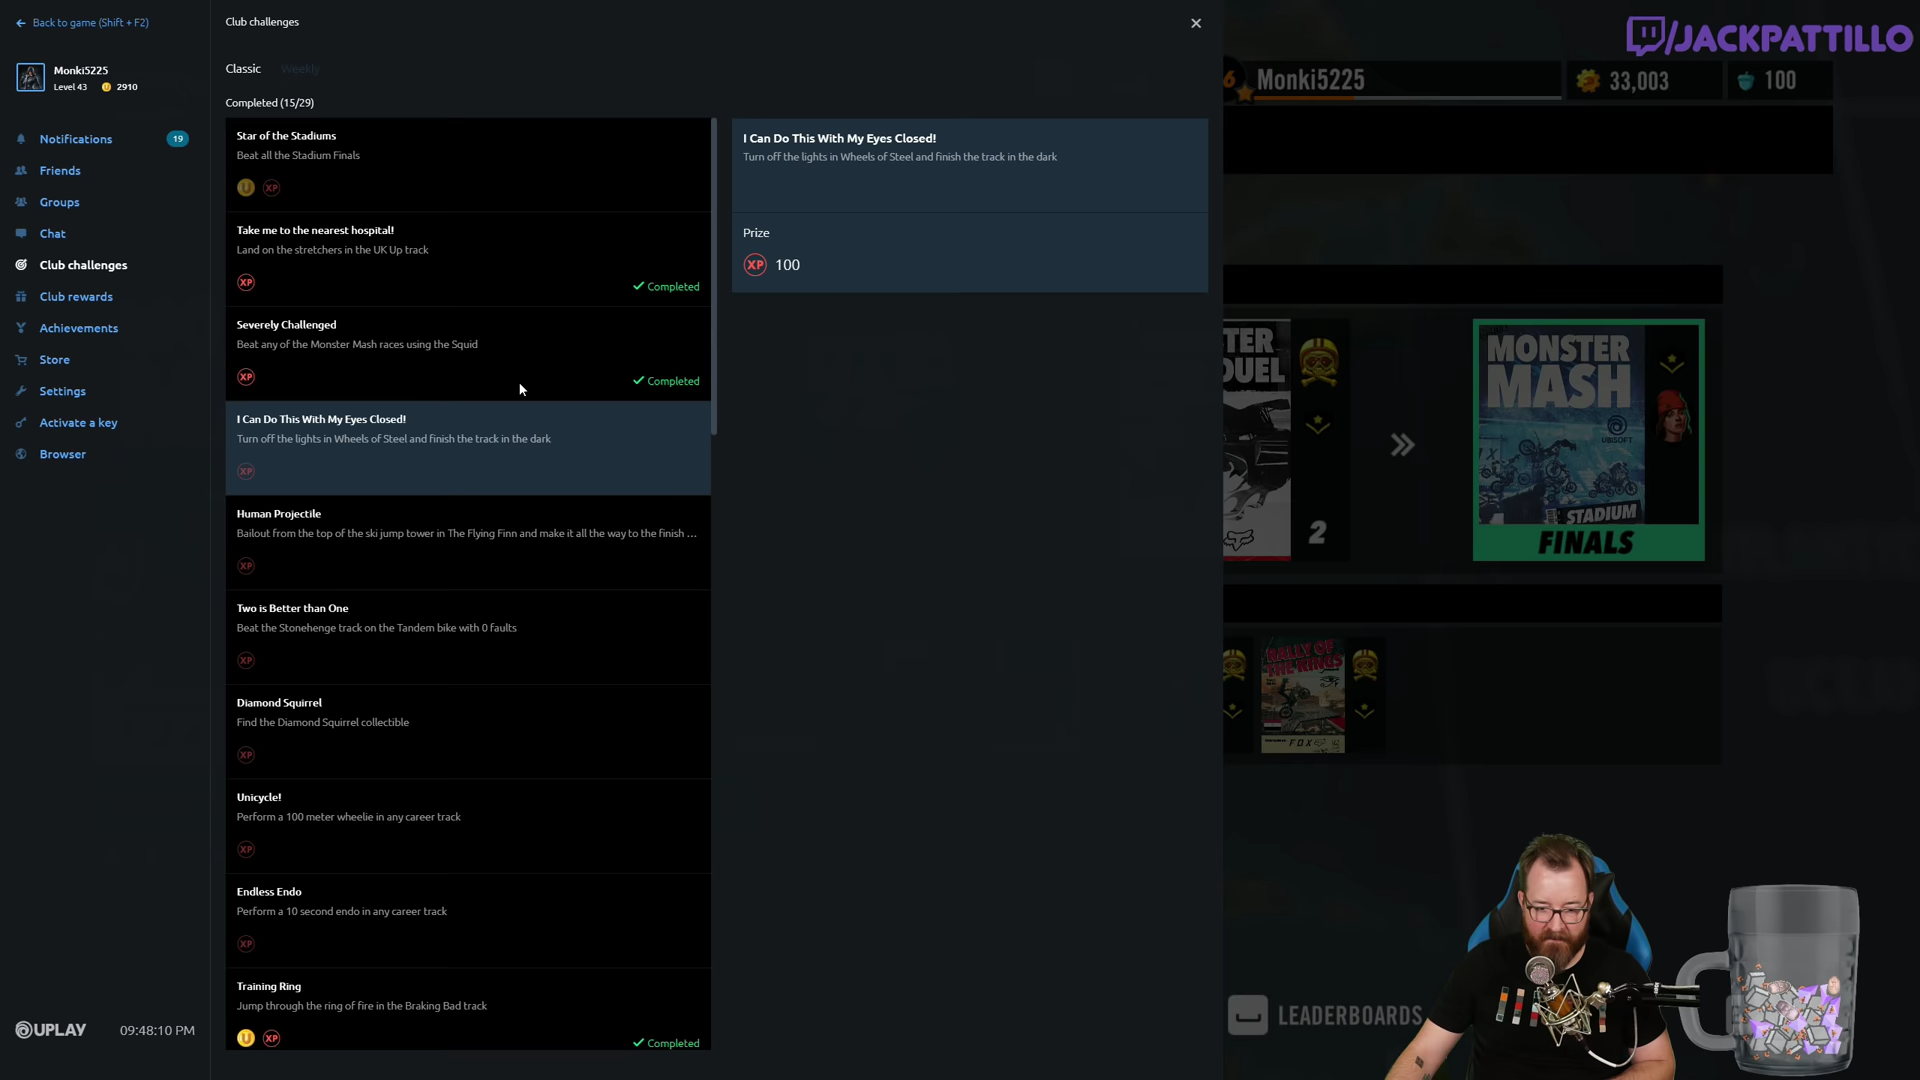 Back to game (Shift + F2)
Monki5225
Level 43 2910
Notifications 19
Friends
Groups
Chat
Club challenges
Club rewards
Achievements
Store
Settings
Activate a key
Browser
UPLAY 09:48:10 PM
Club challenges
Classic Weekly
Completed (15/29)
Star of the Stadiums
Beat all the Stadium Finals
U XP
Take me to the nearest hospital!
Land on the stretchers in the UK Up track
XP Completed
Severely Challenged
Beat any of the Monster Mash races using the Squid
XP Completed
I Can Do This With My Eyes Closed!
Turn off the lights in Wheels of Steel and finish the track in the dark
XP
Human Projectile
Bailout from the top of the ski jump tower in The Flying Finn and make it all the way to the finish ...
XP
Two is Better than One
Beat the Stonehenge track on the Tandem bike with 0 faults
XP
Diamond Squirrel
Find the Diamond Squirrel collectible
XP
Unicycle!
Perform a 100 meter wheelie in any career track
XP
Endless Endo
Perform a 10 second endo in any career track
XP
Training Ring
Jump through the ring of fire in the Braking Bad track
U XP Completed
I Can Do This With My Eyes Closed!
Turn off the lights in Wheels of Steel and finish the track in the dark
Prize
XP 100
/JACKPATTILLO
6 Monki5225 33,003 100
TER
UEL
2
MONSTER
MASH
UBISOFT
STADIUM
FINALS
RALLY OF
THE RINGS
FOX
LEADERBOARDS